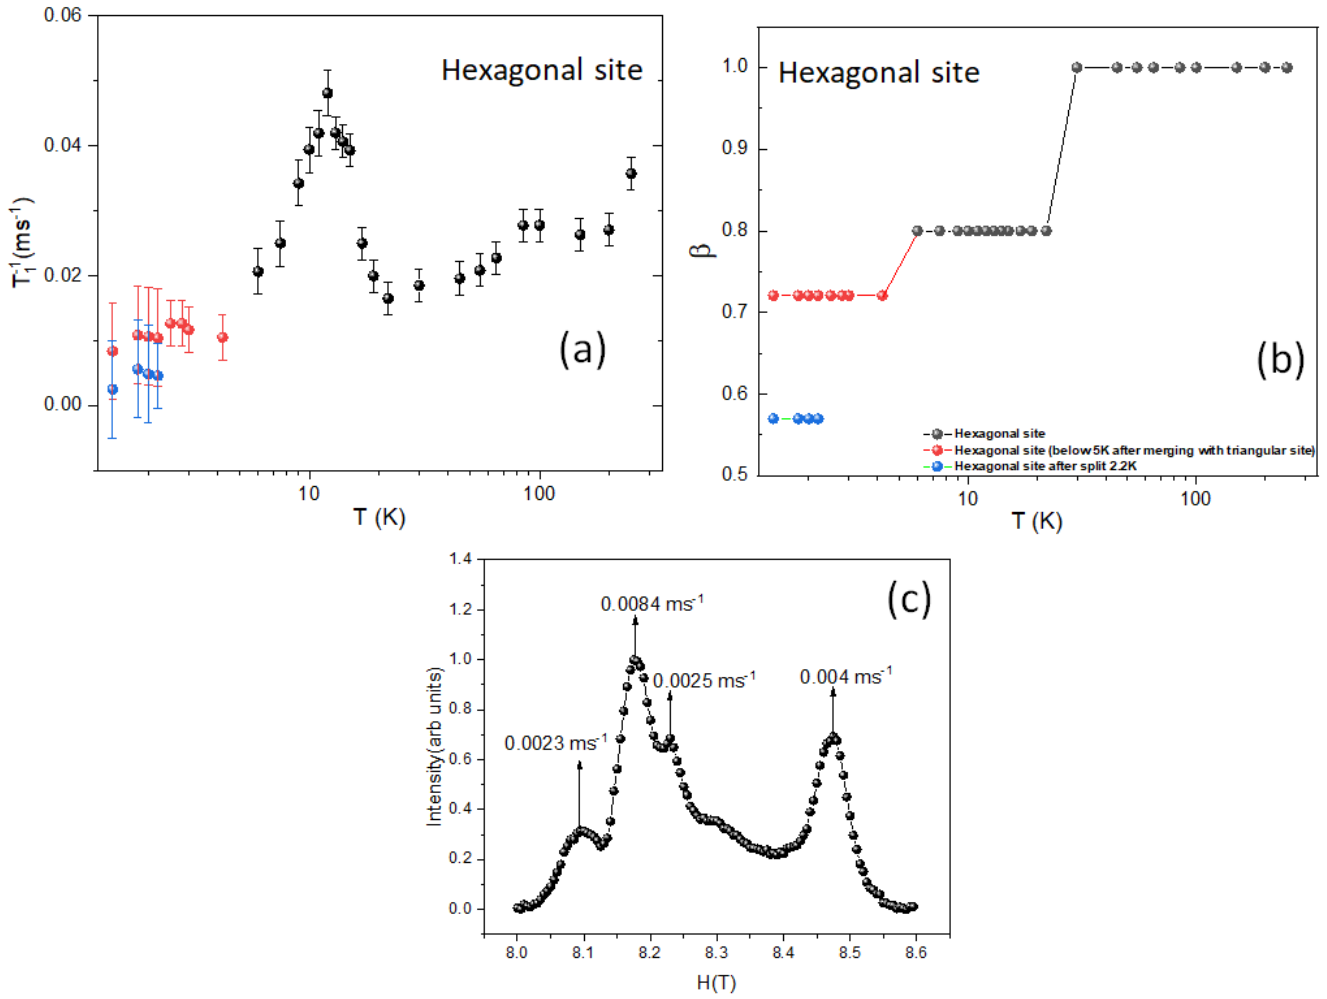 0.06
0.04
0.02
0.00
T₁⁻¹(ms⁻¹)
10
100
T (K)
Hexagonal site
(a)
1.0
0.9
0.8
0.7
0.6
0.5
β
10
100
T (K)
Hexagonal site
(b)
Hexagonal site
Hexagonal site (below 5K after merging with triangular site)
Hexagonal site after split 2.2K
1.4
1.2
1.0
0.8
0.6
0.4
0.2
0.0
Intensity(arb units)
(c)
0.0084 ms⁻¹
0.0025 ms⁻¹
0.004 ms⁻¹
0.0023 ms⁻¹
8.0
8.1
8.2
8.3
8.4
8.5
8.6
H(T)